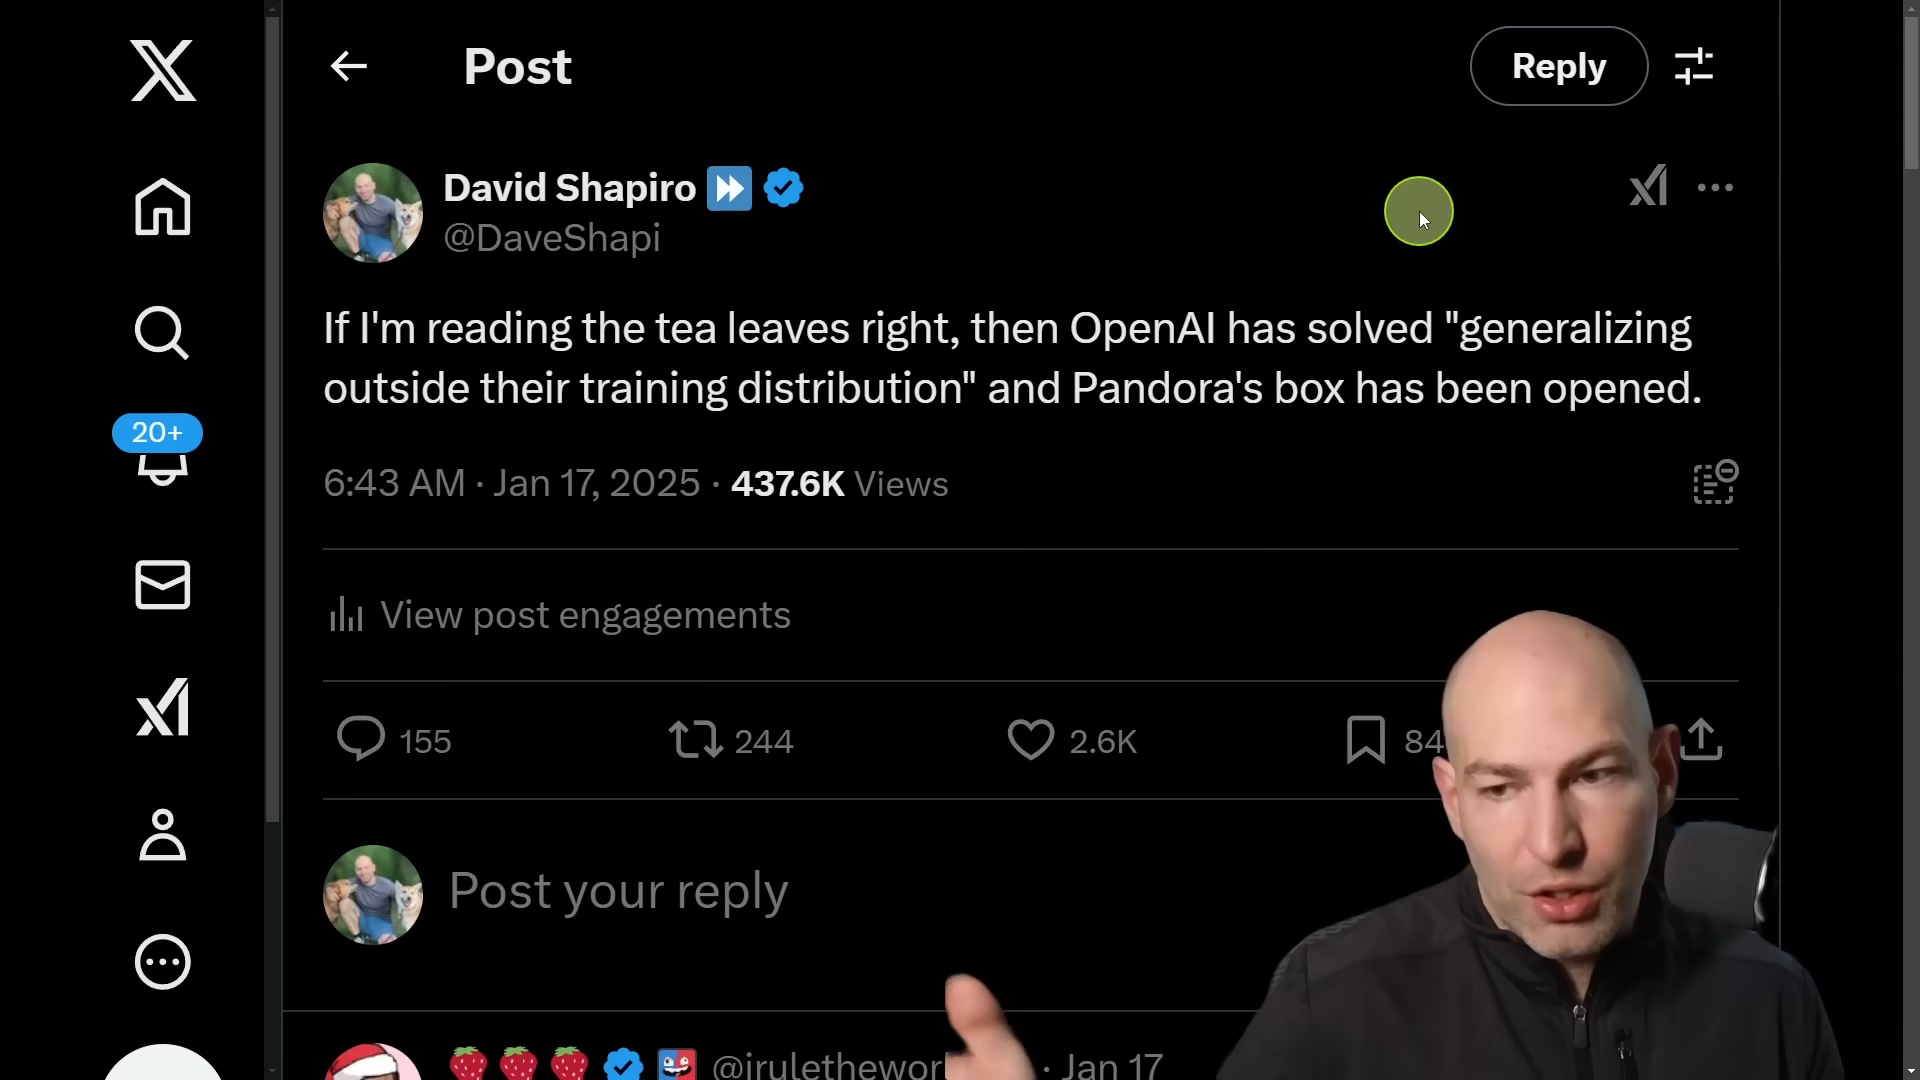 Post
Reply
David Shapiro
@DaveShapi
If I'm reading the tea leaves right, then OpenAI has solved "generalizing
outside their training distribution" and Pandora's box has been opened.
20+
6:43 AM · Jan 17, 2025 · 437.6K Views
View post engagements
155 244 2.6K
Post your reply
· Jan 17